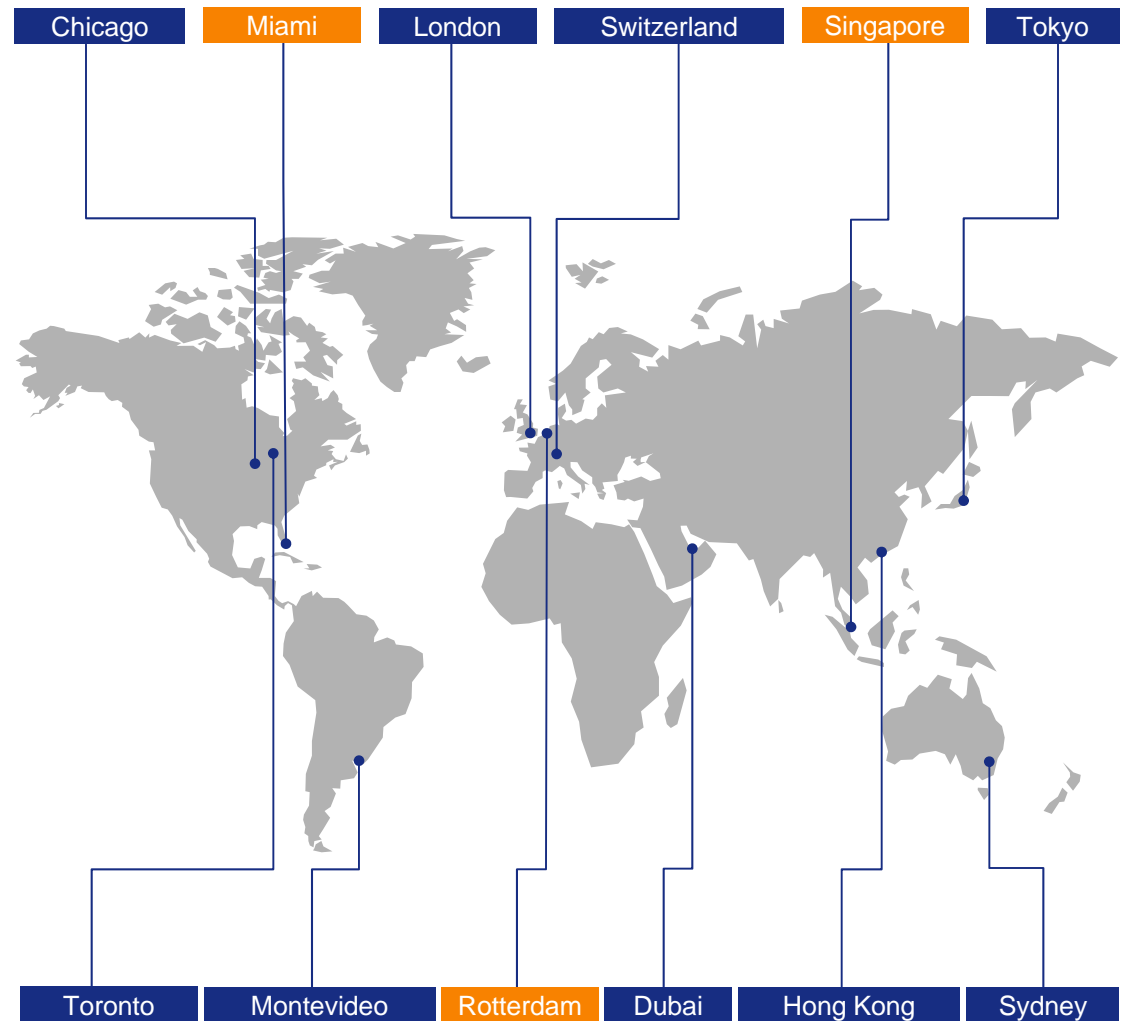 Chicago
Miami
London
Switzerland
Singapore
Tokyo
Toronto
Montevideo
Rotterdam
Dubai
Hong Kong
Sydney